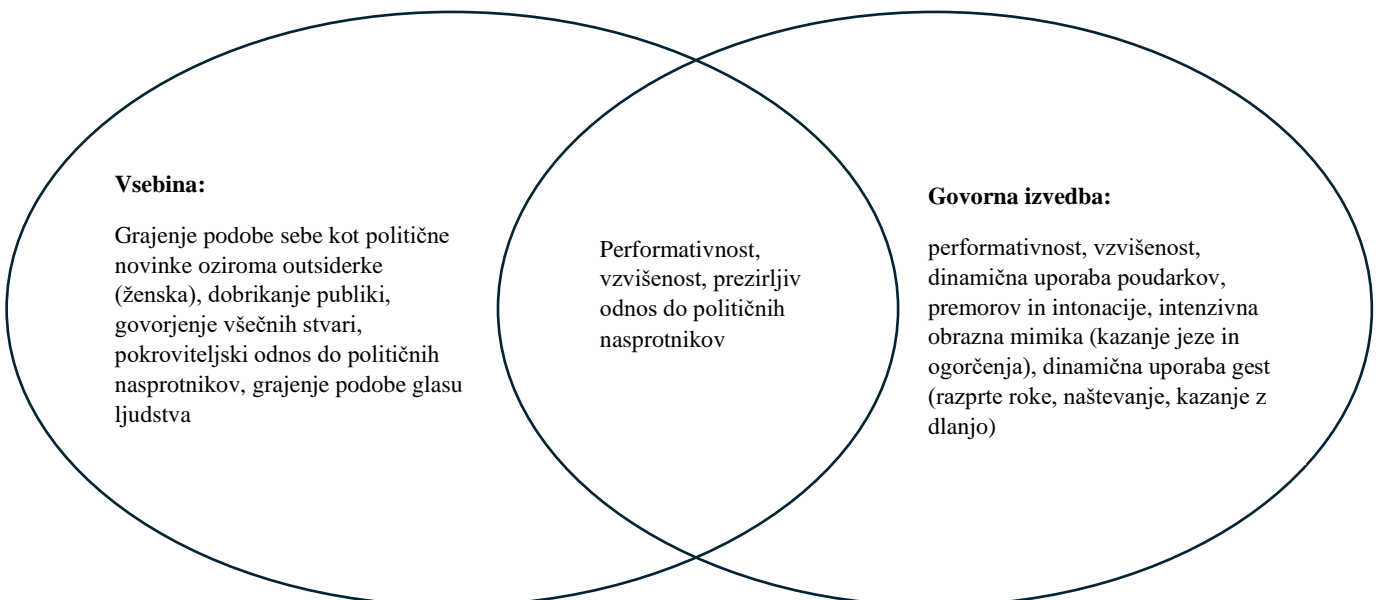 Vsebina:
Grajenje podobe sebe kot politične
novinke oziroma outsiderke
(ženska), dobrikanje publiki,
govorjenje všečnih stvari,
pokroviteljski odnos do političnih
nasprotnikov, grajenje podobe glasu
ljudstva
Performativnost,
vzvišenost, prezirljiv
odnos do političnih
nasprotnikov
Govorna izvedba:
performativnost, vzvišenost,
dinamična uporaba poudarkov,
premorov in intonacije, intenzivna
obrazna mimika (kazanje jeze in
ogorčenja), dinamična uporaba gest
(razprte roke, naštevanje, kazanje z
dlanjo)